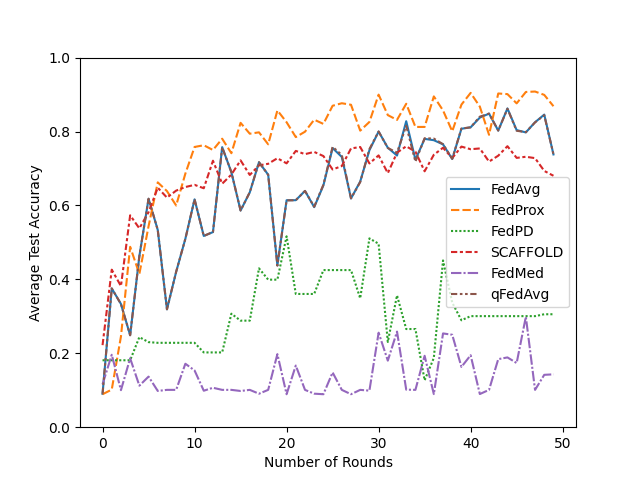 1.0
0.8
0.6
0.4
0.2
0.0
Average Test Accuracy
FedAvg
FedProx
FedPD
SCAFFOLD
FedMed
qFedAvg
0 10 20 30 40 50
Number of Rounds